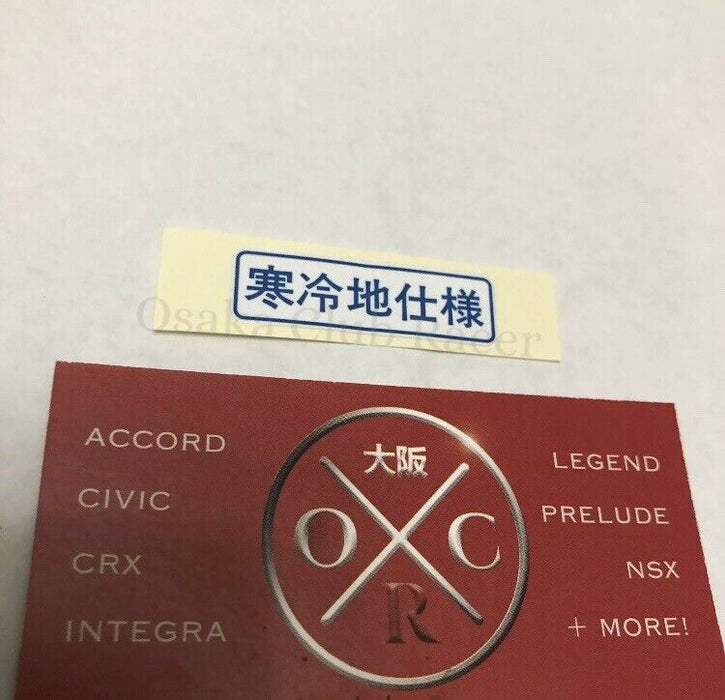 寒冷地仕様
Osaka Club Racer
大阪
ACCORD
CIVIC
CRX
INTEGRA
O C
R
LEGEND
PRELUDE
NSX
+ MORE!